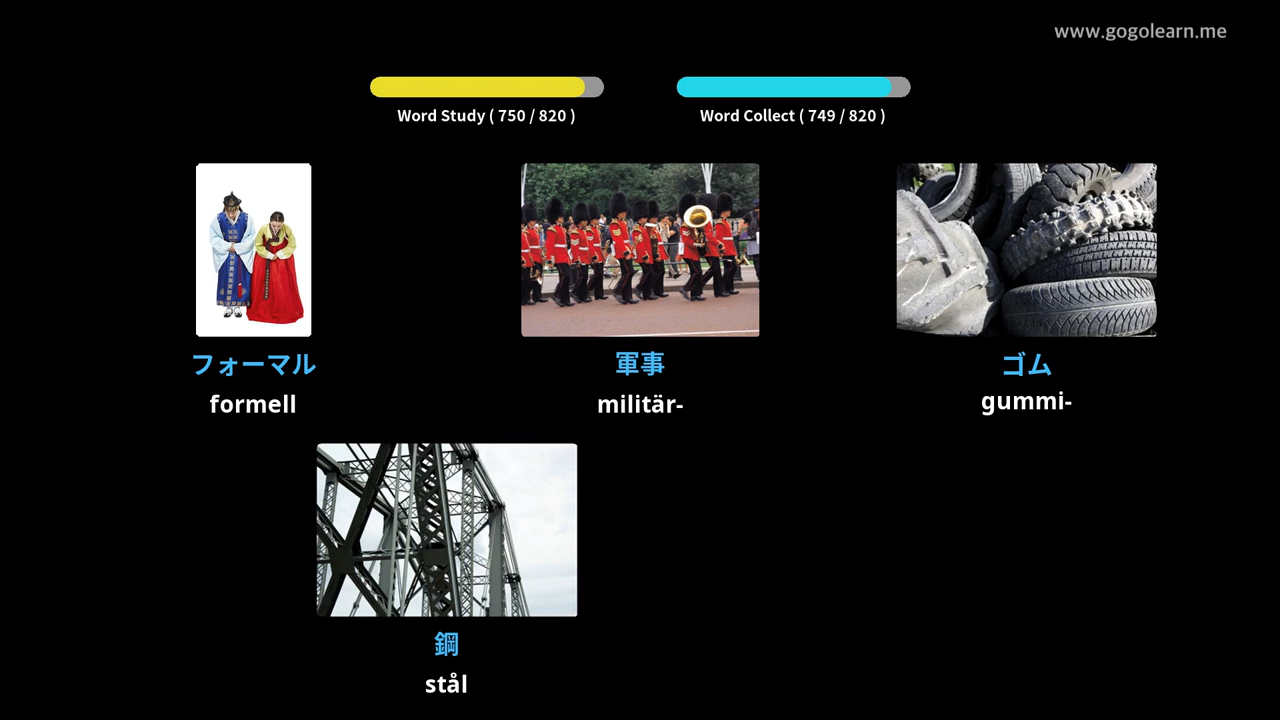 www.gogolearn.me
Word Study ( 750 / 820 )
Word Collect ( 749 / 820 )
フォーマル
formell
軍事
militär-
ゴム
gummi-
鋼
stål